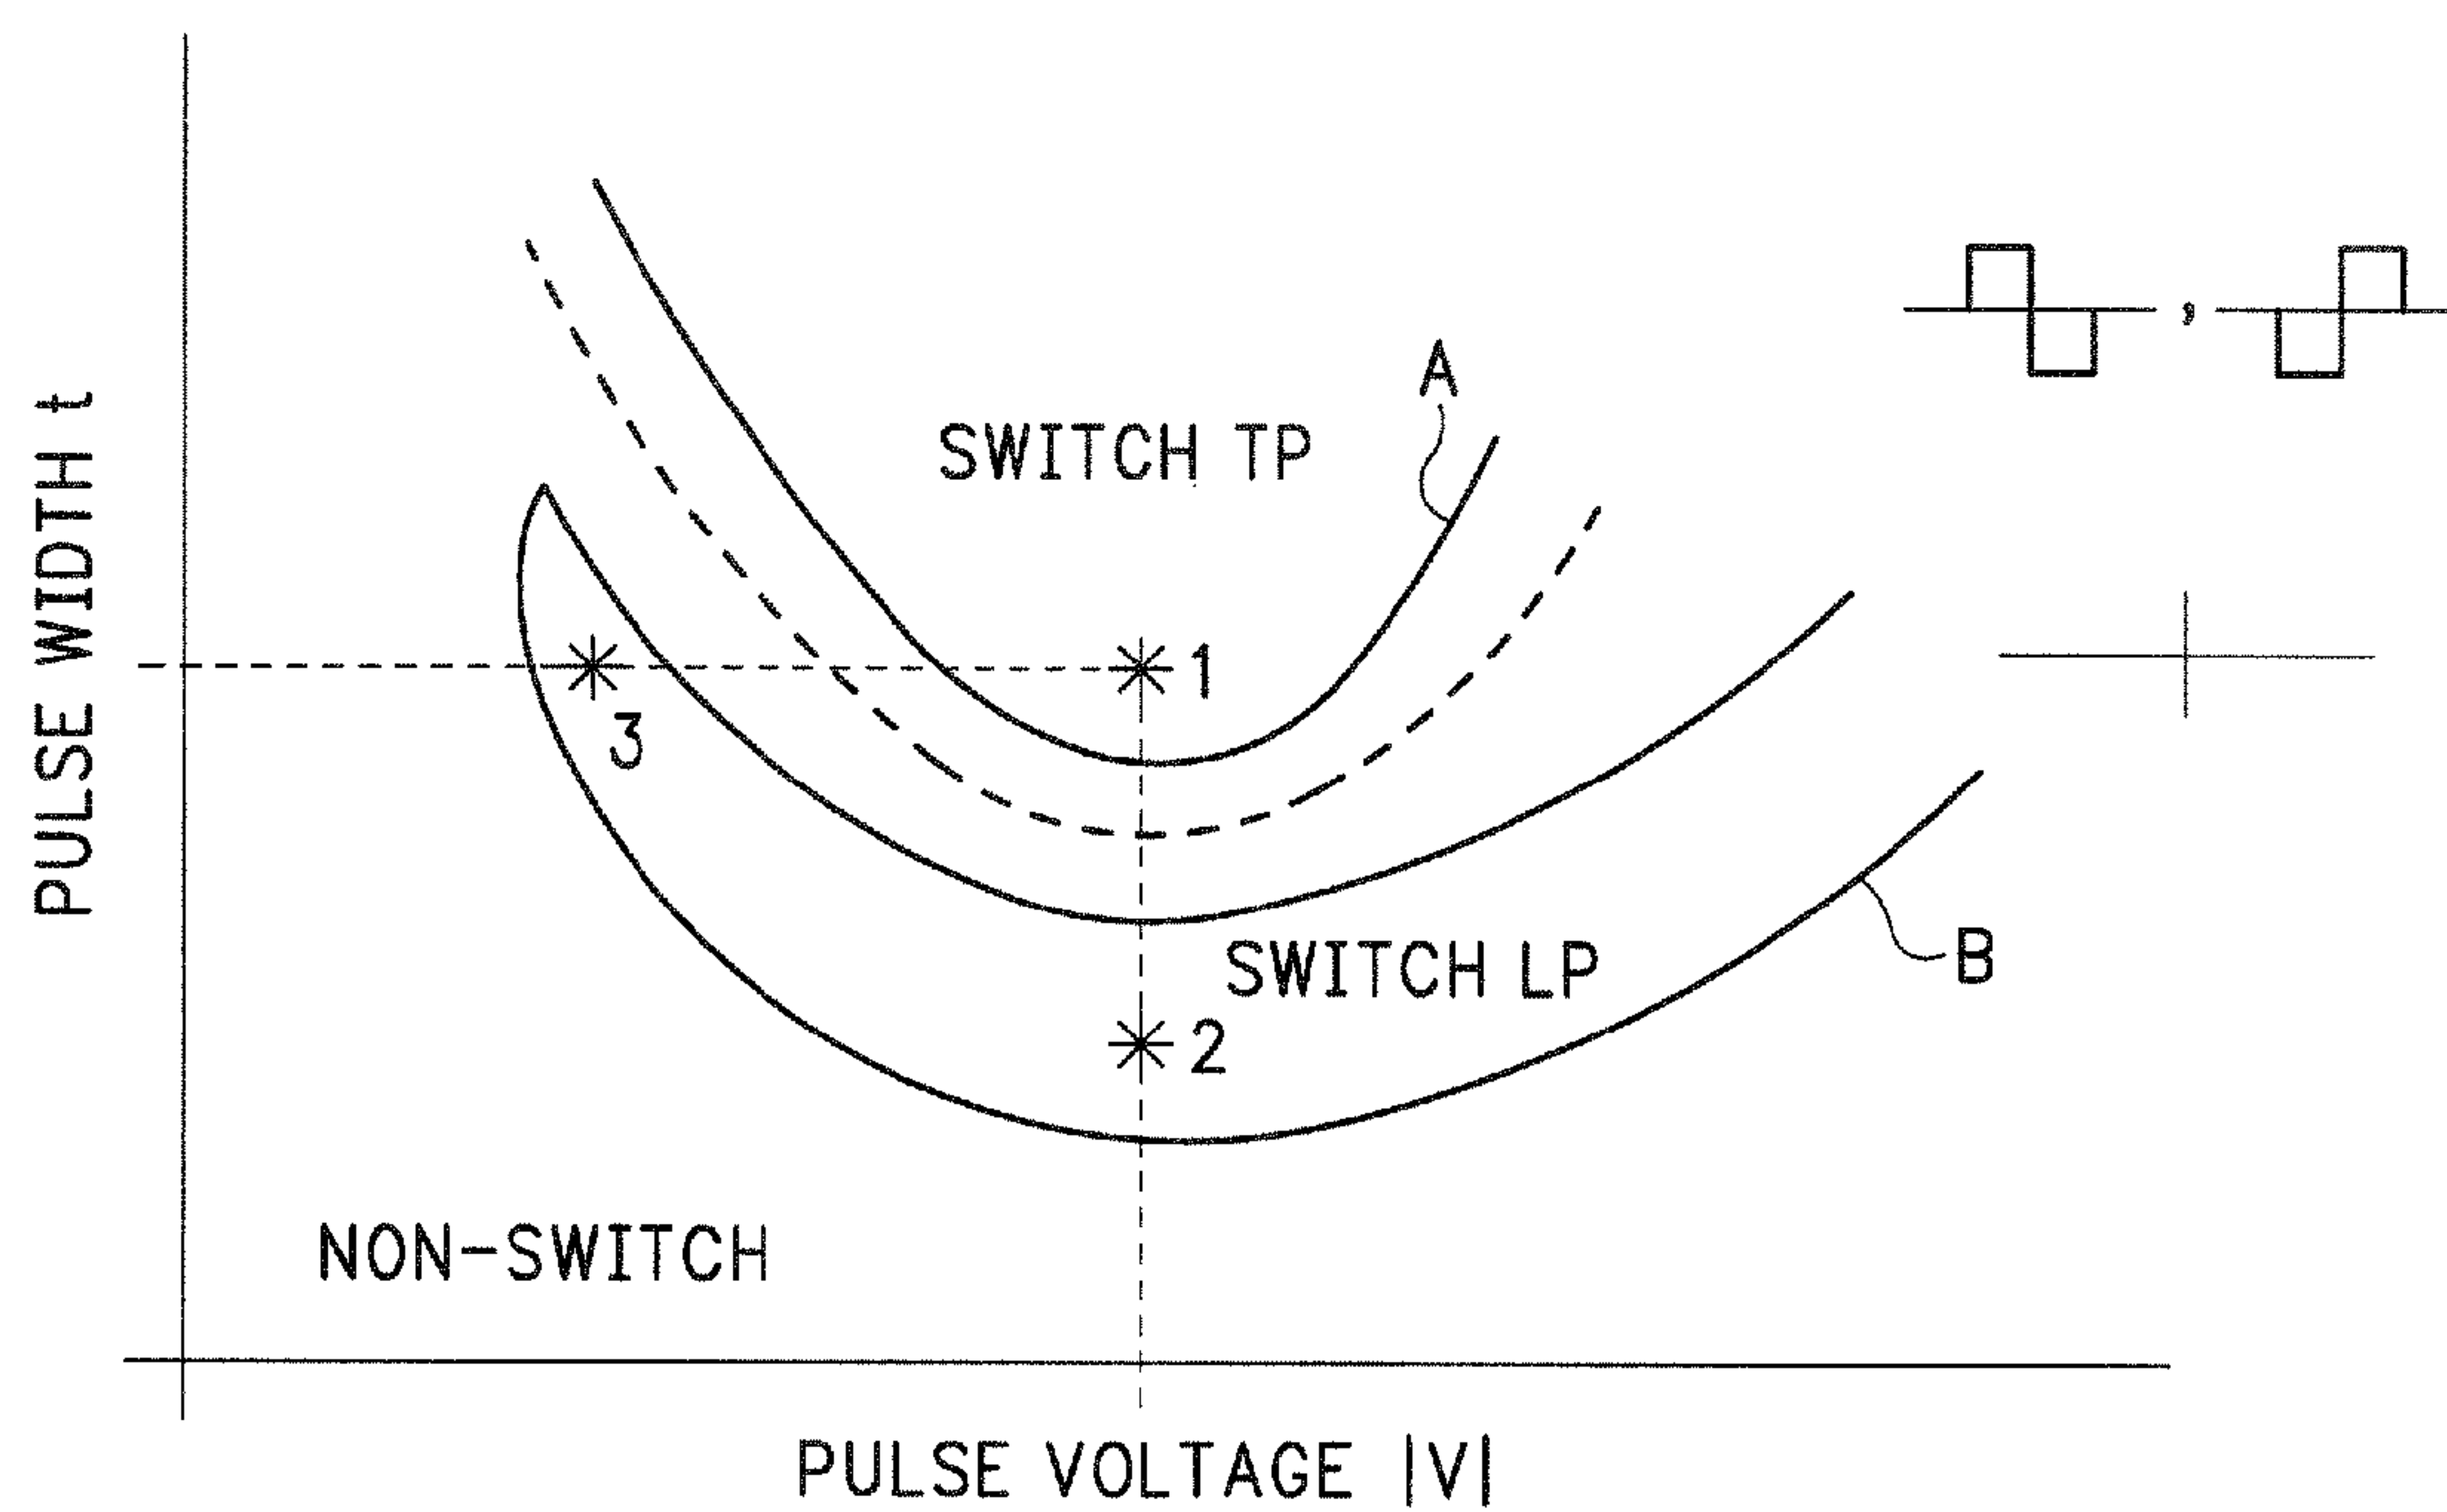 A
SWITCH TP
PULSE WIDTH t
1
3
SWITCH LP
B
2
NON-SWITCH
PULSE VOLTAGE |V|